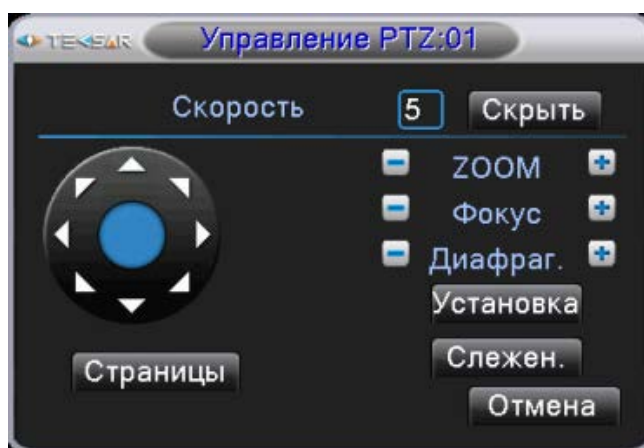 TEKSAR Управление PTZ:01
Скорость 5 Скрыть
ZOOM
Фокус
Диафраг.
Установка
Страницы Слежен.
Отмена